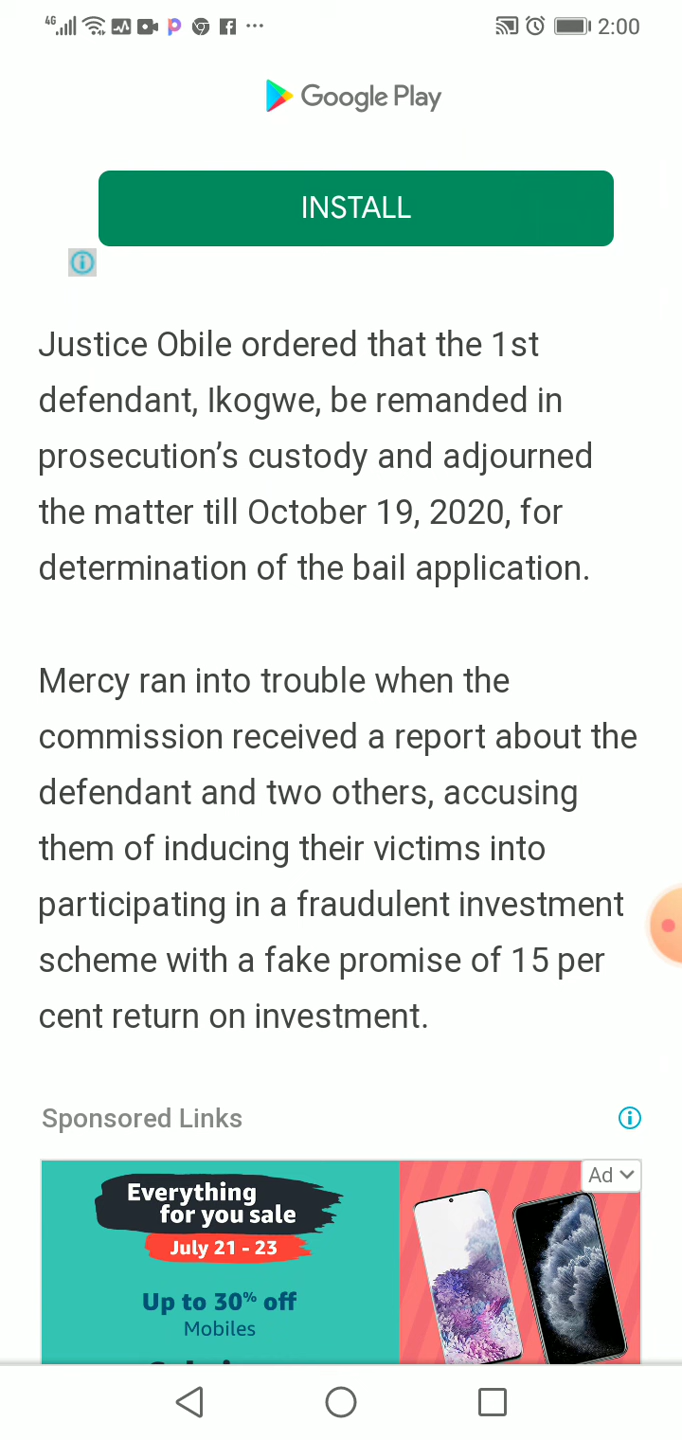 4G 2:00
Google Play
INSTALL
Justice Obile ordered that the 1st
defendant, Ikogwe, be remanded in
prosecution’s custody and adjourned
the matter till October 19, 2020, for
determination of the bail application.
Mercy ran into trouble when the
commission received a report about the
defendant and two others, accusing
them of inducing their victims into
participating in a fraudulent investment
scheme with a fake promise of 15 per
cent return on investment.
Sponsored Links
Ad
Everything
for you sale
July 21 - 23
Up to 30% off
Mobiles